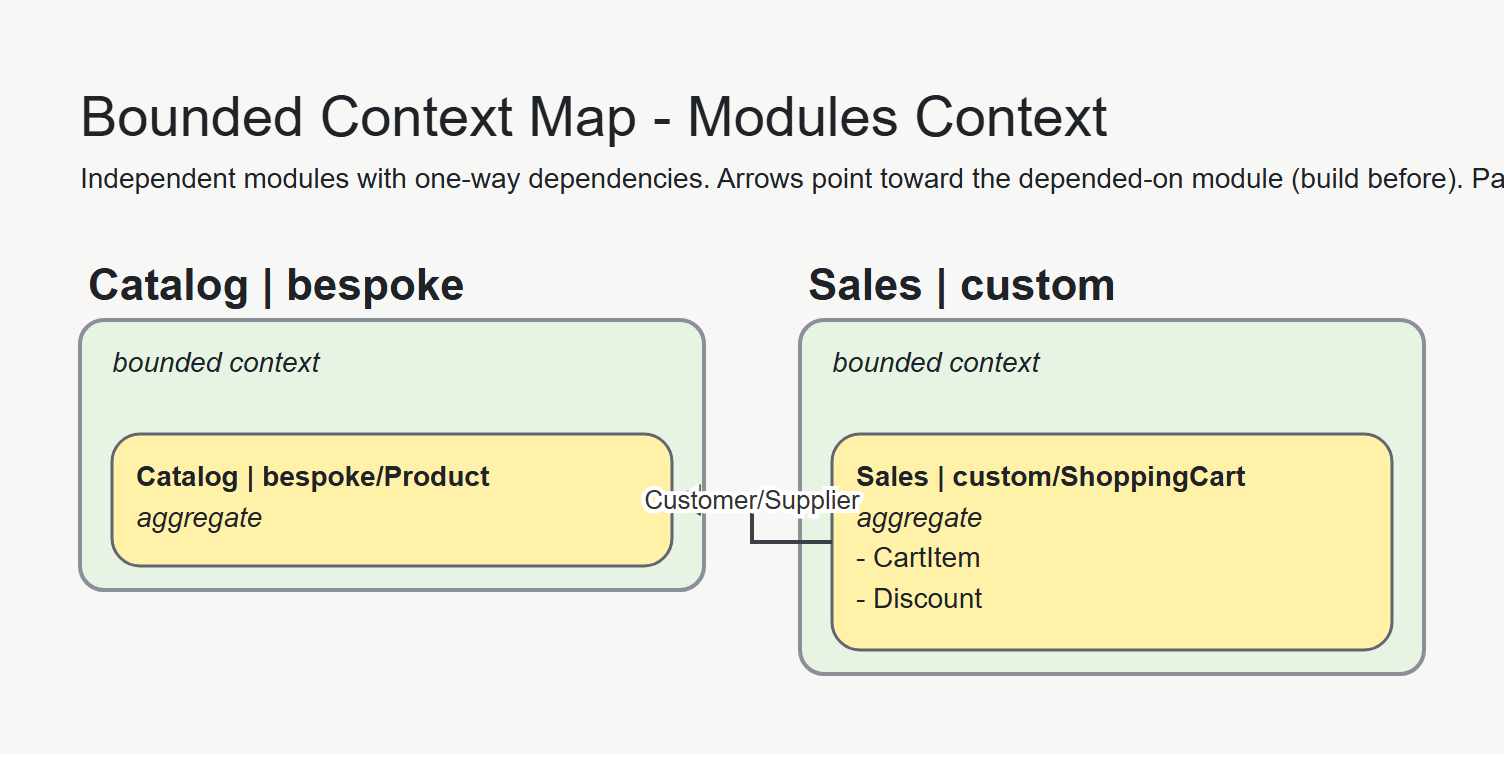 Bounded Context Map - Modules Context
Independent modules with one-way dependencies. Arrows point toward the depended-on module (build before). Pa
Catalog | bespoke
bounded context
Catalog | bespoke/Product
aggregate
Customer/Supplier
Sales | custom
bounded context
Sales | custom/ShoppingCart
aggregate
- CartItem
- Discount